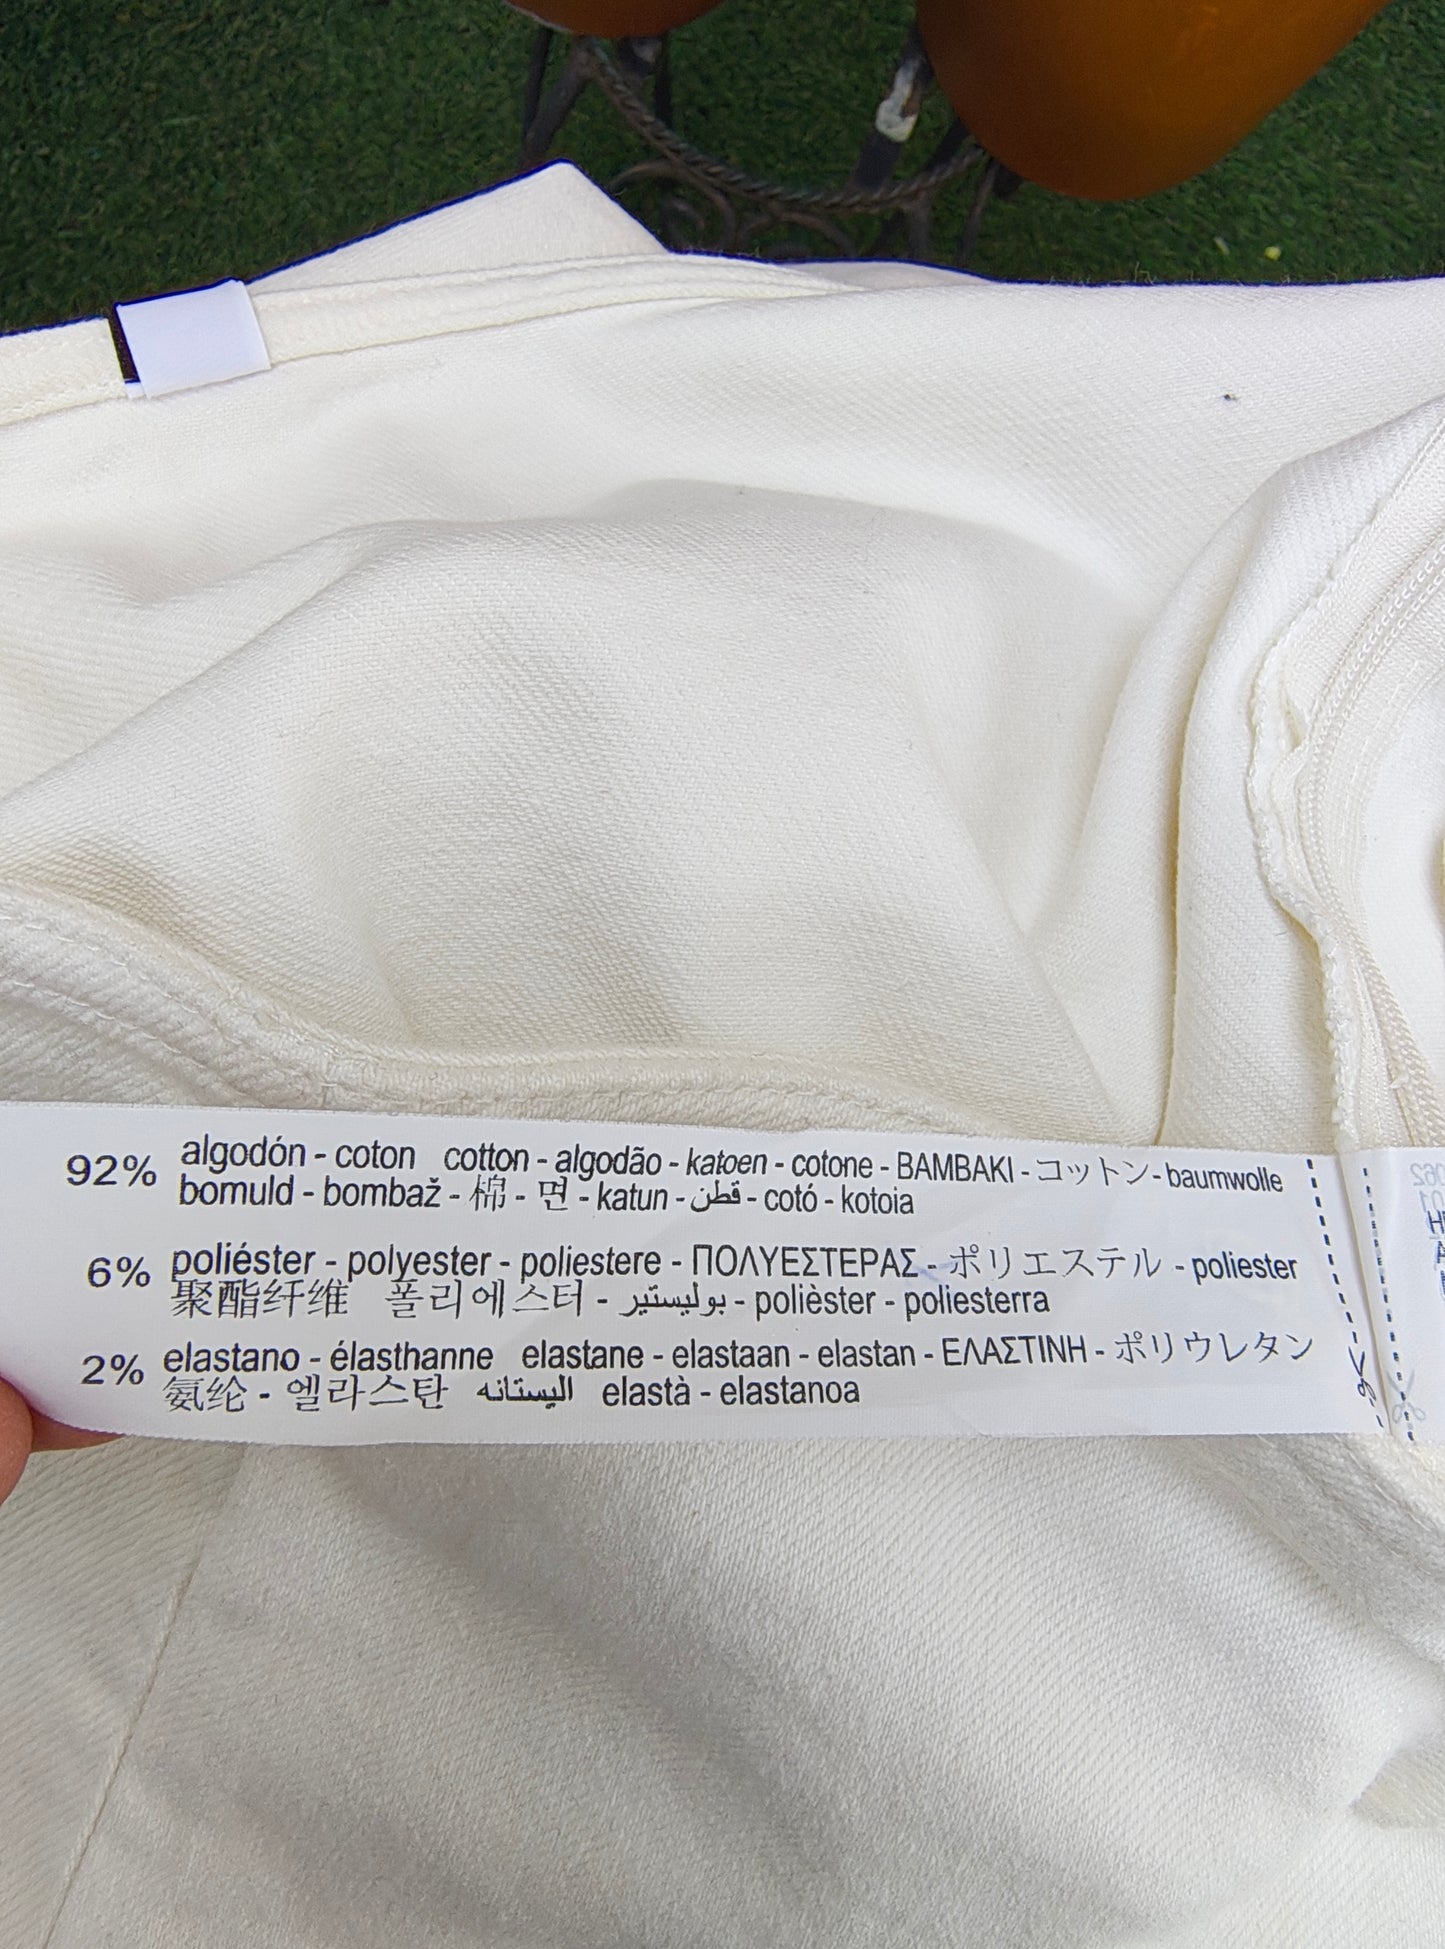 92% algodón - coton cotton - algodão - katoen - cotone - BAMBAKI - コットン - baumwolle
bomuld - bombaž - 棉 - 면 - katun - قطن - cotó - kotoia
6% poliéster - polyester - poliestere - ΠΟΛΥΕΣΤΕΡΑΣ - ポリエステル - poliester
聚酯纤维 폴리에스터 - بوليستير - polièster - poliesterra
2% elastano - élasthanne elastane - elastaan - elastan - ΕΛΑΣΤΙΝΗ - ポリウレタン
氨纶 - 엘라스탄 اليستانه elastà - elastanoa